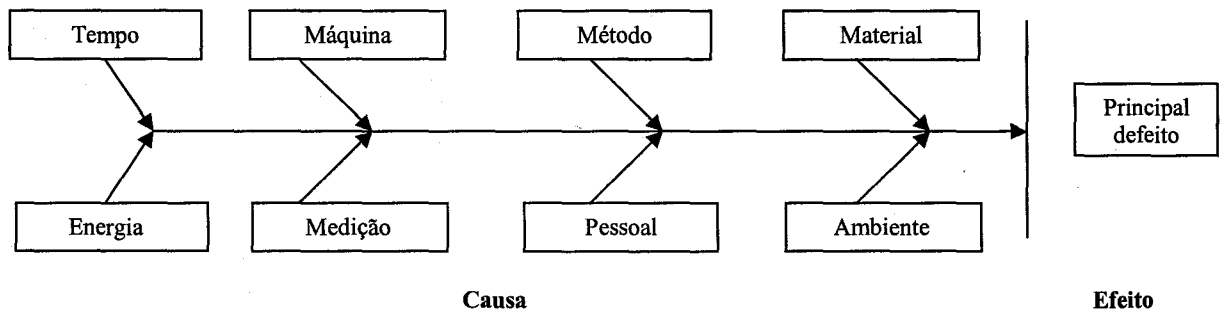 Tempo
Máquina
Método
Material
Principal
defeito
Energia
Medição
Pessoal
Ambiente
Causa
Efeito